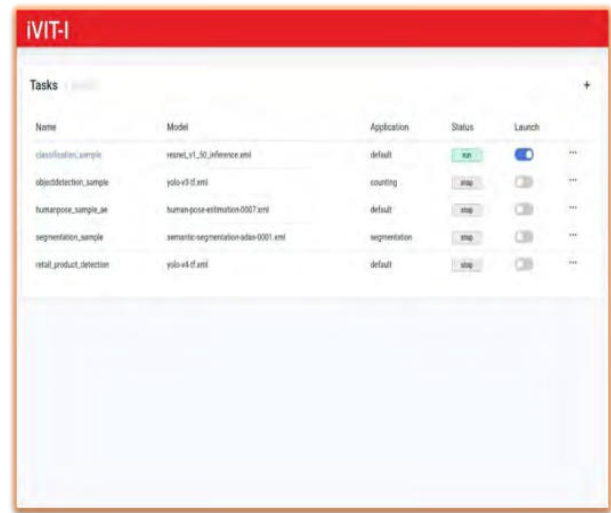 iVIT-I
Tasks
+
Name Model Application Status Launch
classification_sample resnet_v1_50_inference.xml default run ...
objectdetection_sample yolo-v3-tf.xml counting stop ...
humanpose_sample_ae human-pose-estimation-0007.xml default stop ...
segmentation_sample semantic-segmentation-adas-0001.xml segmentation stop ...
retail_product_detection yolo-v4-tf.xml default stop ...